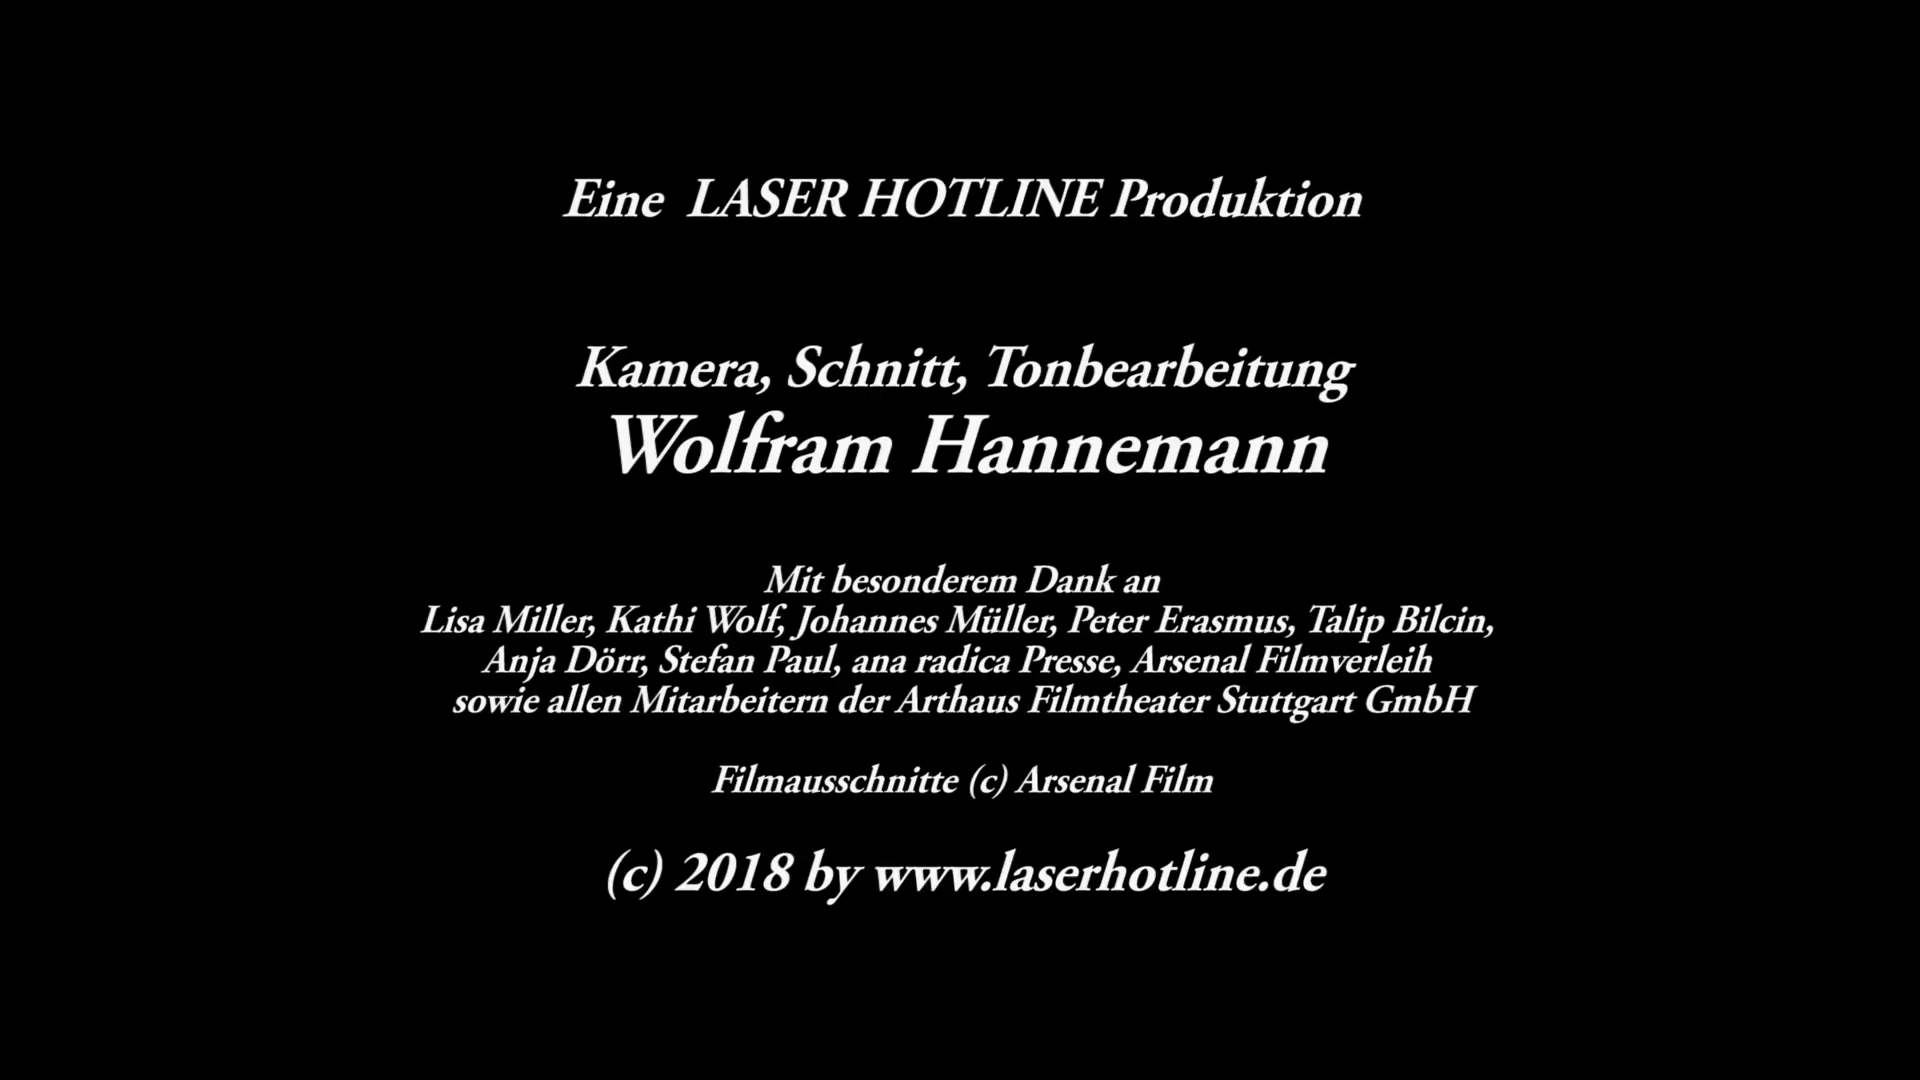 Eine LASER HOTLINE Produktion
Kamera, Schnitt, Tonbearbeitung
Wolfram Hannemann
Mit besonderem Dank an
Lisa Miller, Kathi Wolf, Johannes Müller, Peter Erasmus, Talip Bilcin,
Anja Dörr, Stefan Paul, ana radica Presse, Arsenal Filmverleih
sowie allen Mitarbeitern der Arthaus Filmtheater Stuttgart GmbH
Filmausschnitte (c) Arsenal Film
(c) 2018 by www.laserhotline.de